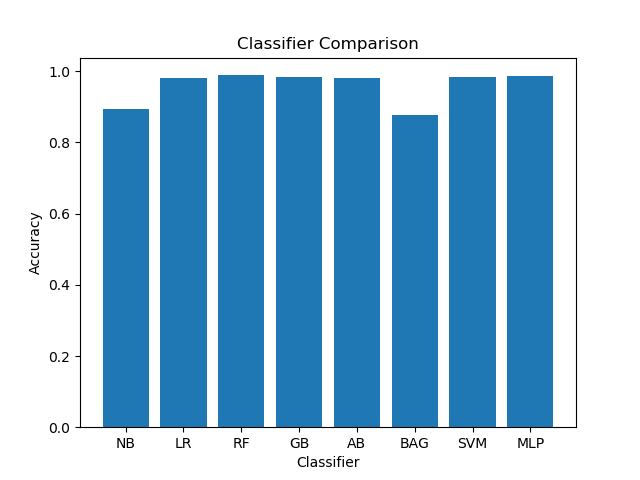 Classifier Comparison
1.0
0.8
0.6
0.4
0.2
0.0
Accuracy
NB LR RF GB AB BAG SVM MLP
Classifier